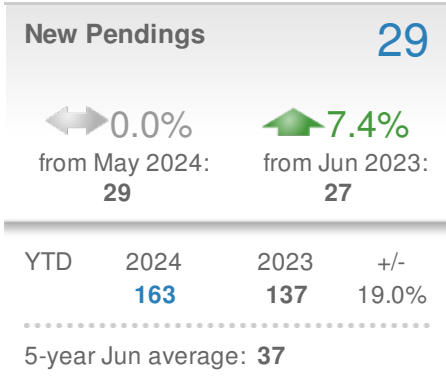 New Pendings 29
0.0% 7.4%
from May 2024: from Jun 2023:
29 27
YTD 2024 2023 +/-
163 137 19.0%
5-year Jun average: 37